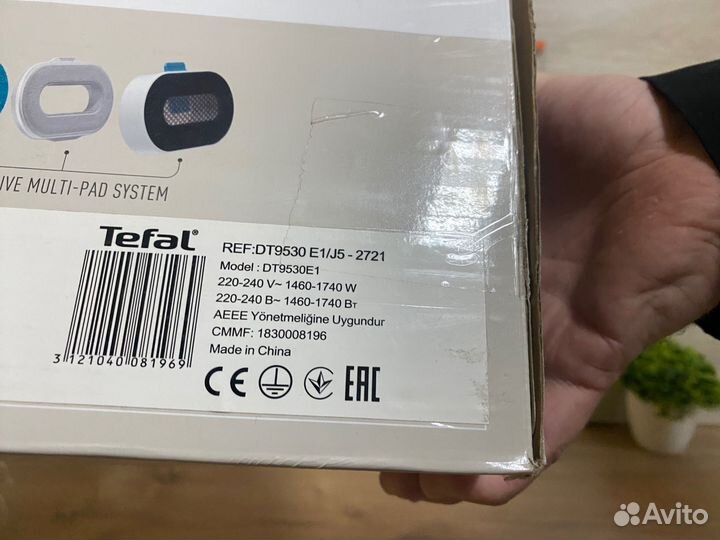 IVE MULTI-PAD SYSTEM
Tefal
REF:DT9530 E1/J5 - 2721
Model : DT9530E1
220-240 V~ 1460-1740 W
220-240 В~ 1460-1740 Вт
AEEE Yönetmeliğine Uygundur
CMMF: 1830008196
Made in China
3 121040 081969
CE
EAC
Avito